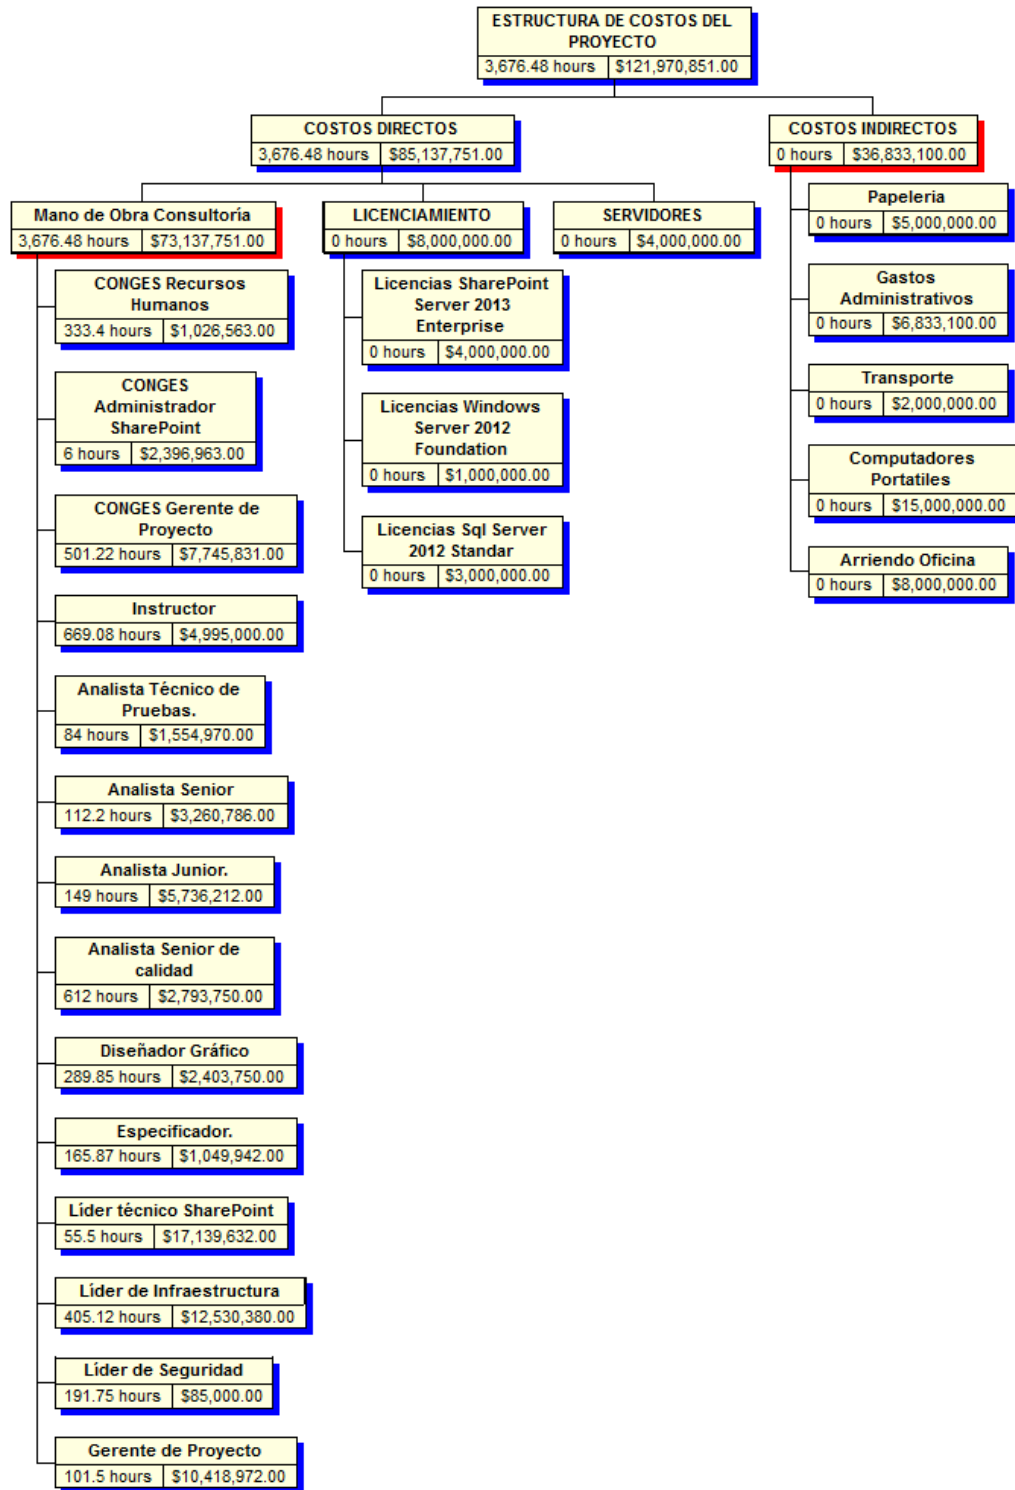 ESTRUCTURA DE COSTOS DEL
PROYECTO
3,676.48 hours $121,970,851.00
COSTOS DIRECTOS
3,676.48 hours $85,137,751.00
COSTOS INDIRECTOS
0 hours $36,833,100.00
Mano de Obra Consultoría
3,676.48 hours $73,137,751.00
LICENCIAMIENTO
0 hours $8,000,000.00
SERVIDORES
0 hours $4,000,000.00
CONGES Recursos
Humanos
333.4 hours $1,026,563.00
CONGES
Administrador
SharePoint
6 hours $2,396,963.00
CONGES Gerente de
Proyecto
501.22 hours $7,745,831.00
Instructor
669.08 hours $4,995,000.00
Analista Técnico de
Pruebas.
84 hours $1,554,970.00
Analista Senior
112.2 hours $3,260,786.00
Analista Junior.
149 hours $5,736,212.00
Analista Senior de
calidad
612 hours $2,793,750.00
Diseñador Gráfico
289.85 hours $2,403,750.00
Especificador.
165.87 hours $1,049,942.00
Líder técnico SharePoint
55.5 hours $17,139,632.00
Líder de Infraestructura
405.12 hours $12,530,380.00
Líder de Seguridad
191.75 hours $85,000.00
Gerente de Proyecto
101.5 hours $10,418,972.00
Licencias SharePoint
Server 2013
Enterprise
0 hours $4,000,000.00
Licencias Windows
Server 2012
Foundation
0 hours $1,000,000.00
Licencias Sql Server
2012 Standar
0 hours $3,000,000.00
Papeleria
0 hours $5,000,000.00
Gastos
Administrativos
0 hours $6,833,100.00
Transporte
0 hours $2,000,000.00
Computadores
Portatiles
0 hours $15,000,000.00
Arriendo Oficina
0 hours $8,000,000.00